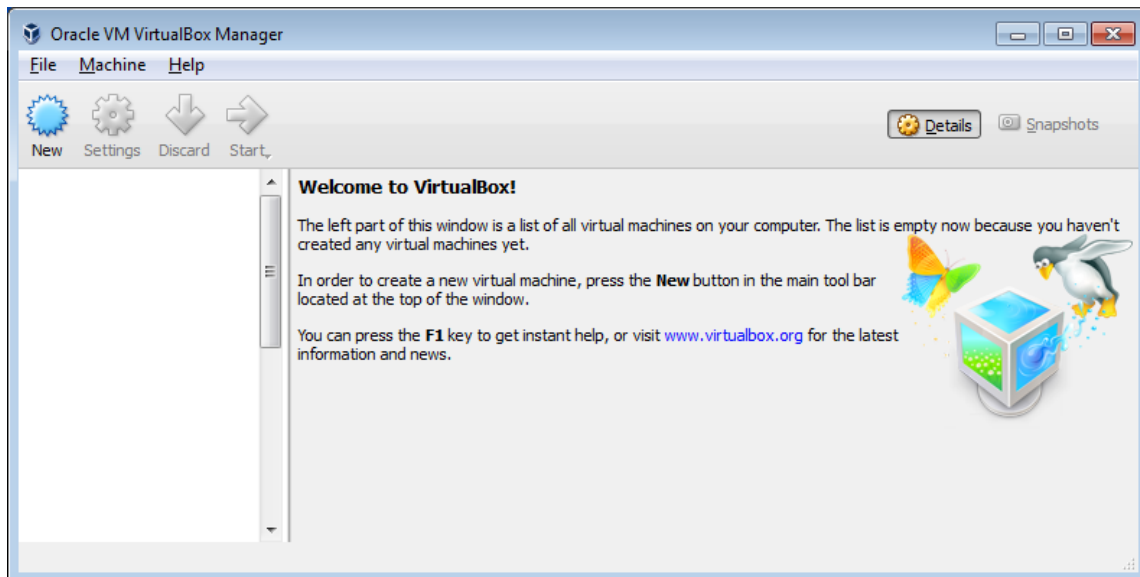 Oracle VM VirtualBox Manager
File Machine Help
New Settings Discard Start
Details Snapshots
Welcome to VirtualBox!
The left part of this window is a list of all virtual machines on your computer. The list is empty now because you haven't
created any virtual machines yet.
In order to create a new virtual machine, press the New button in the main tool bar
located at the top of the window.
You can press the F1 key to get instant help, or visit www.virtualbox.org for the latest
information and news.